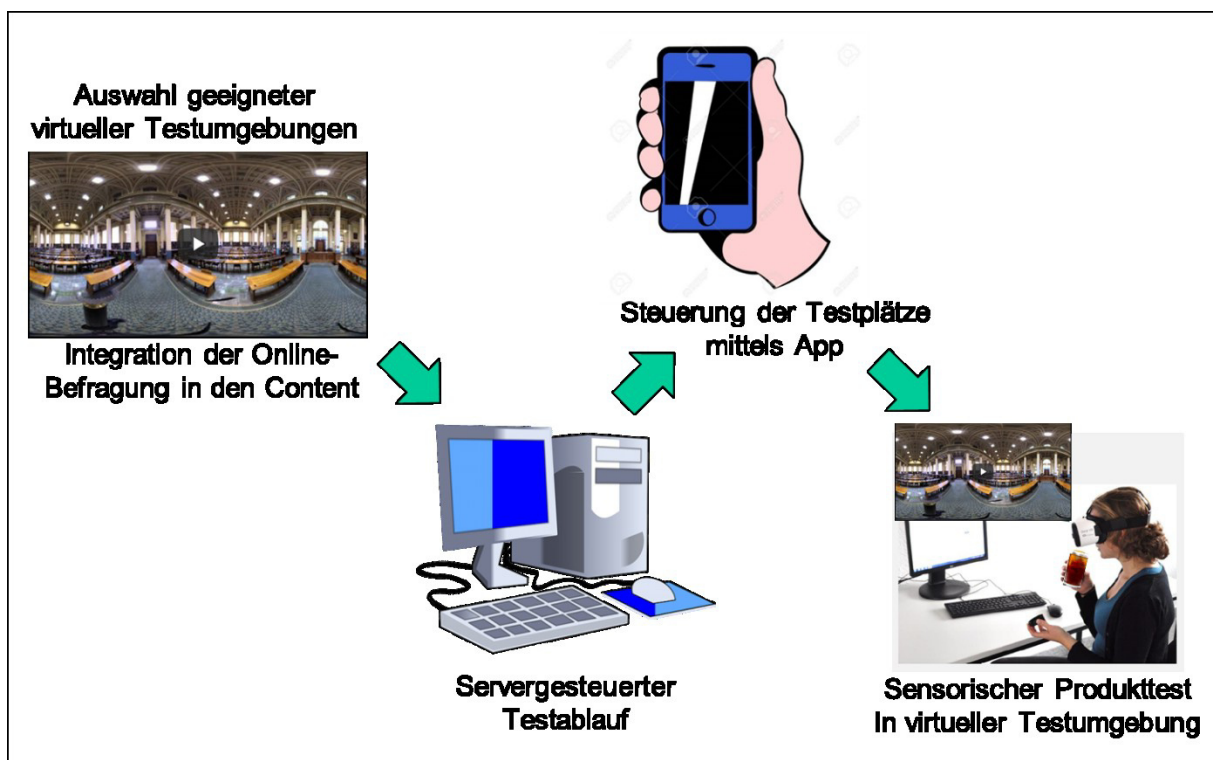 Auswahl geeigneter
virtueller Testumgebungen
Integration der Online-
Befragung in den Content
Steuerung der Testplätze
mittels App
Servergesteuerter
Testablauf
Sensorischer Produkttest
in virtueller Testumgebung